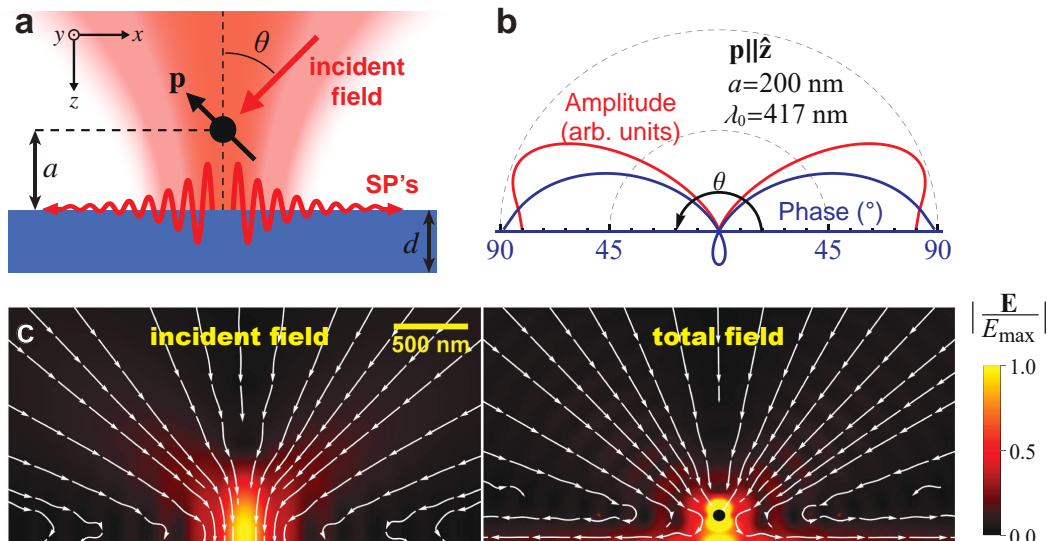 a
y
x
z
θ
incident
field
p
a
SP's
d
b
p||ẑ
a=200 nm
λ₀=417 nm
Amplitude
(arb. units)
θ
Phase (°)
90
45
0
45
90
c
incident field
500 nm
total field
|E/Emax|
1.0
0.5
0.0